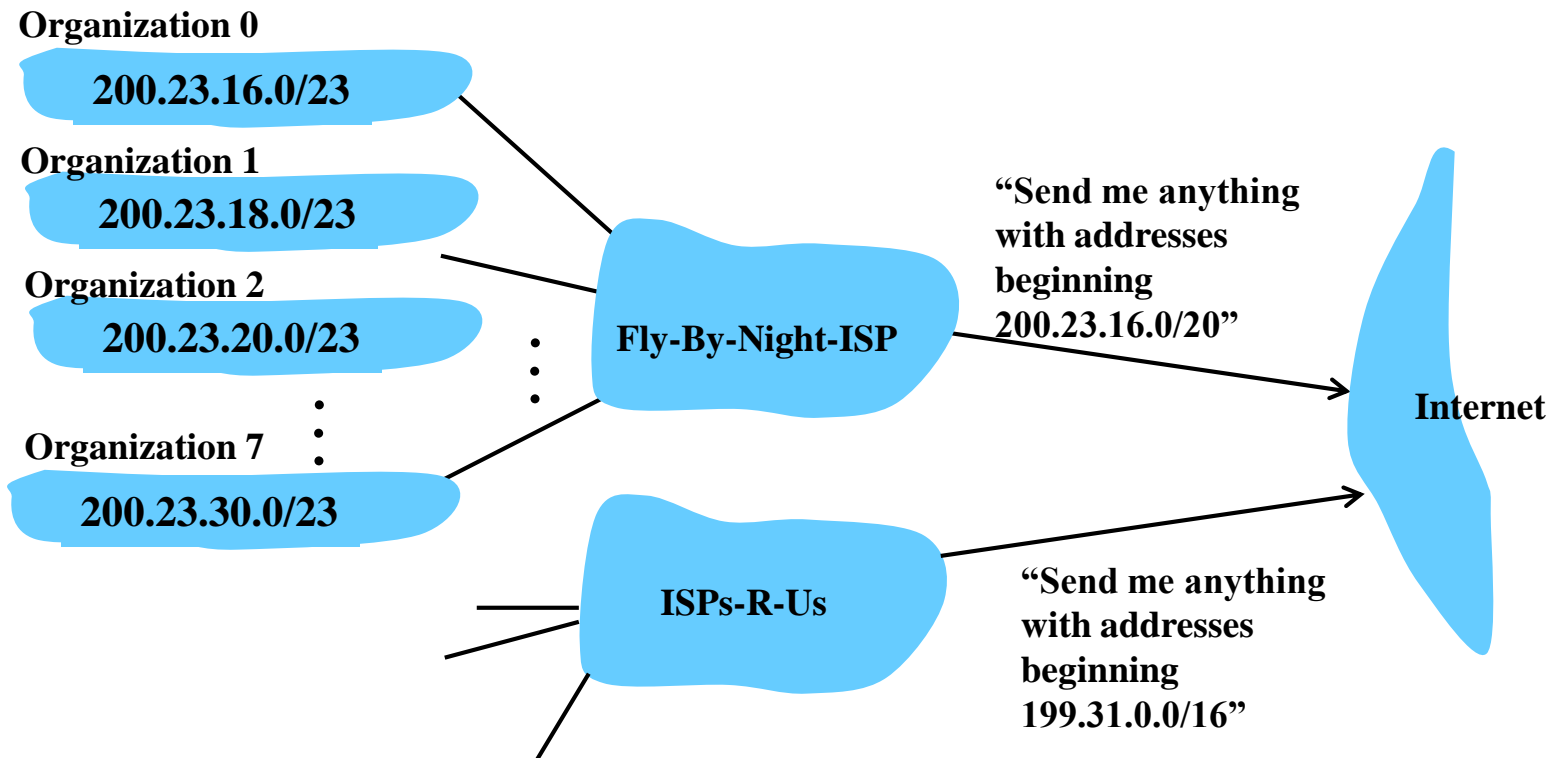 Organization 0
200.23.16.0/23
Organization 1
200.23.18.0/23
Organization 2
200.23.20.0/23
Organization 7
200.23.30.0/23
Fly-By-Night-ISP
“Send me anything
with addresses
beginning
200.23.16.0/20”
Internet
ISPs-R-Us
“Send me anything
with addresses
beginning
199.31.0.0/16”